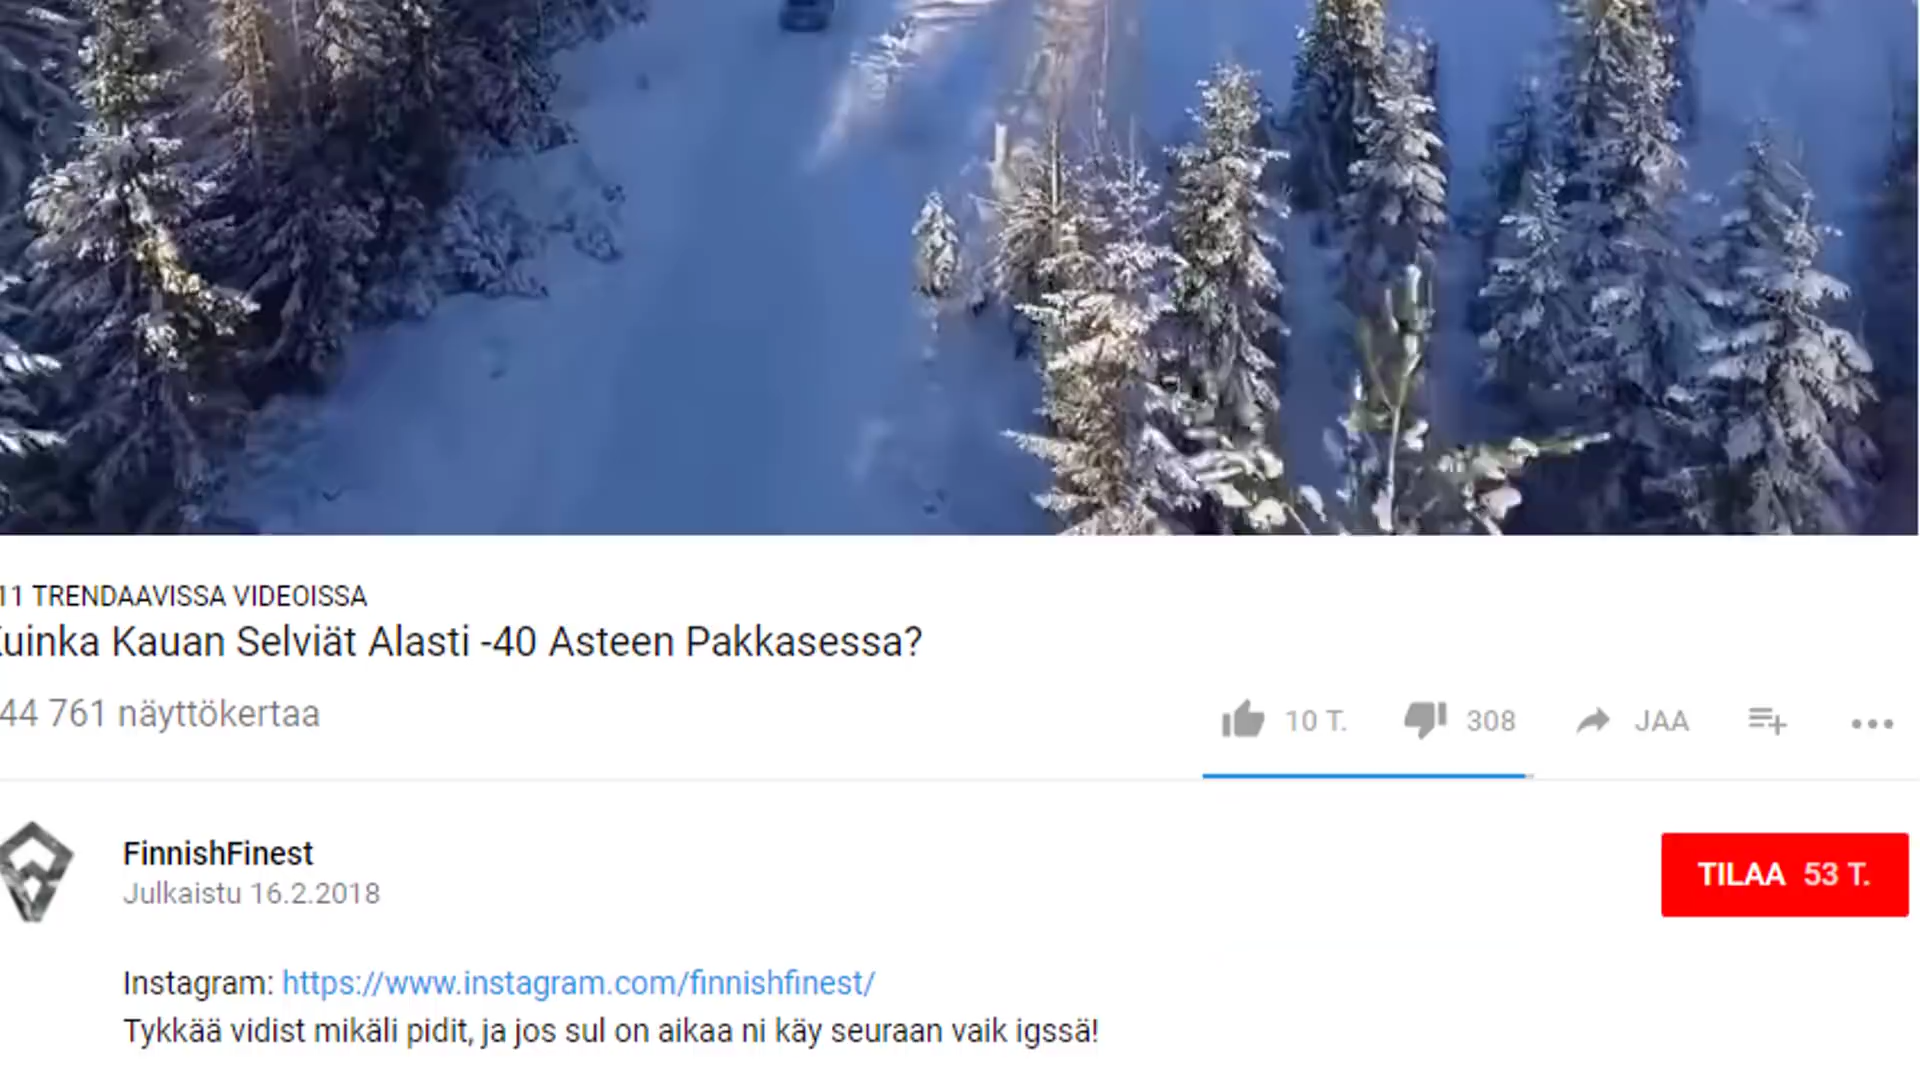 11 TRENDAAVISSA VIDEOISSA
Kauan Selviät Alasti -40 Asteen Pakkasessa?
44 761 näyttökertaa
10 T. 308 JAA
FinnishFinest
Julkaistu 16.2.2018
TILAA 53 T.
Instagram: https://www.instagram.com/finnishfinest/
Tykkää vidist mikäli pidit, ja jos sul on aikaa ni käy seuraan vaik igssä!